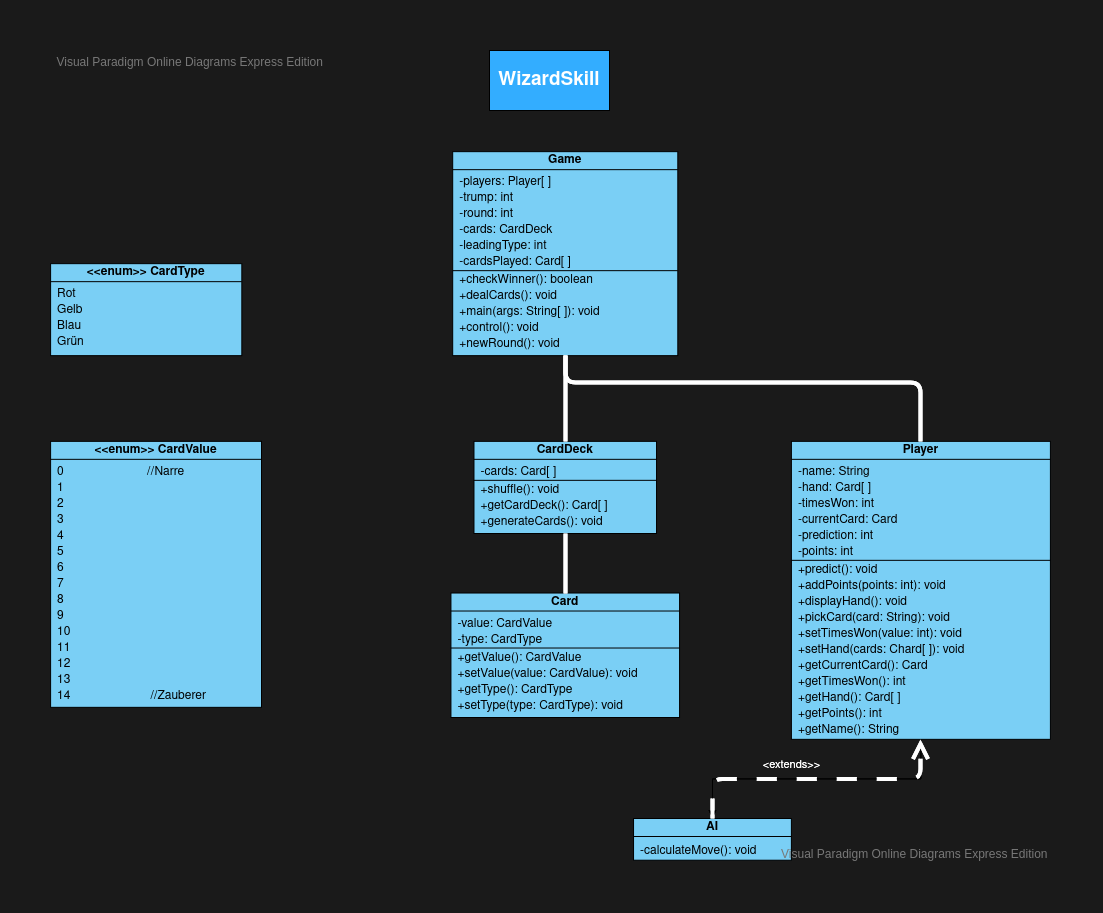 Visual Paradigm Online Diagrams Express Edition
WizardSkill
Game
-players: Player[ ]
-trump: int
-round: int
-cards: CardDeck
-leadingType: int
-cardsPlayed: Card[ ]
+checkWinner(): boolean
+dealCards(): void
+main(args: String[ ]): void
+control(): void
+newRound(): void
<<enum>> CardType
Rot
Gelb
Blau
Grün
<<enum>> CardValue
0 //Narre
1
2
3
4
5
6
7
8
9
10
11
12
13
14 //Zauberer
CardDeck
-cards: Card[ ]
+shuffle(): void
+getCardDeck(): Card[ ]
+generateCards(): void
Card
-value: CardValue
-type: CardType
+getValue(): CardValue
+setValue(value: CardValue): void
+getType(): CardType
+setType(type: CardType): void
Player
-name: String
-hand: Card[ ]
-timesWon: int
-currentCard: Card
-prediction: int
-points: int
+predict(): void
+addPoints(points: int): void
+displayHand(): void
+pickCard(card: String): void
+setTimesWon(value: int): void
+setHand(cards: Chard[ ]): void
+getCurrentCard(): Card
+getTimesWon(): int
+getHand(): Card[ ]
+getPoints(): int
+getName(): String
<extends>>
AI
-calculateMove(): void
Visual Paradigm Online Diagrams Express Edition